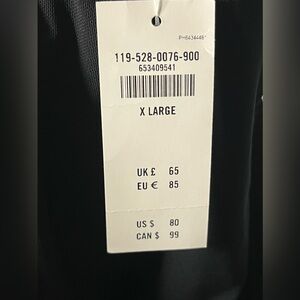 119-528-0076-900
653409541
X LARGE
UK £ 65
EU € 85
US $ 80
CAN $ 99